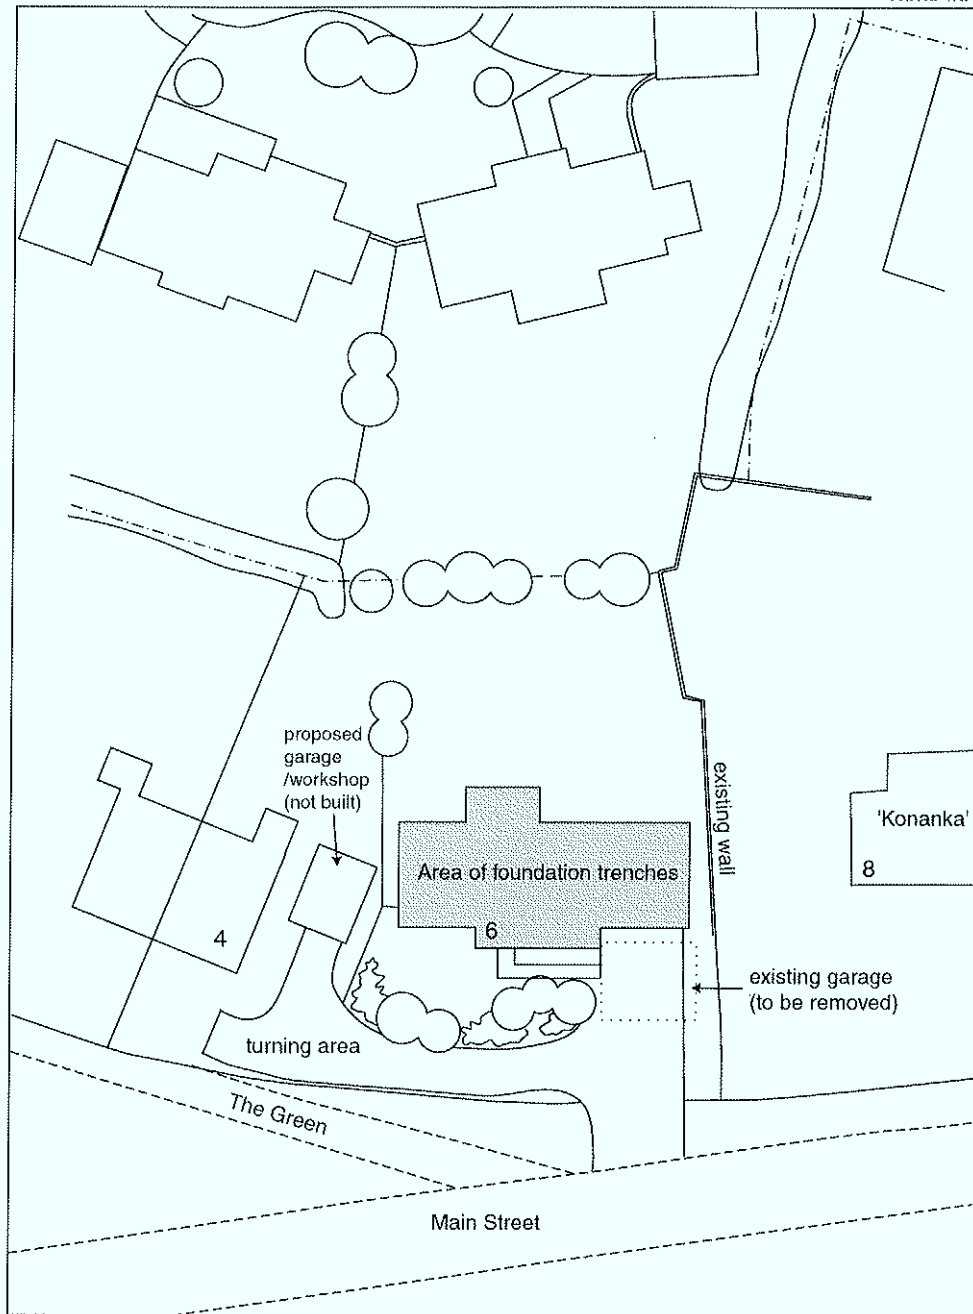 proposed
garage
/workshop
(not built)
existing wall
'Konanka'
8
Area of foundation trenches
6
4
existing garage
(to be removed)
turning area
The Green
Main Street